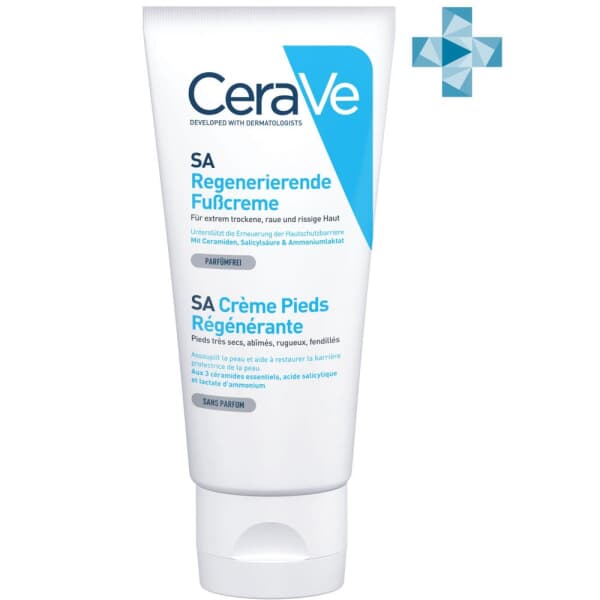 CeraVe
DEVELOPED WITH DERMATOLOGISTS
SA
Regenerierende
Fußcreme
Für extrem trockene, raue und rissige Haut
Unterstützt die Erneuerung der Hautschutzbarriere
Mit Ceramiden, Salicylsäure & Ammoniumlaktat
PARFÜMFREI
SA Crème Pieds
Régénérante
Pieds très secs, abîmés, rugueux, fendillés
Assouplit la peau et aide à restaurer la barrière
protectrice de la peau.
Aux 3 céramides essentiels, acide salicylique
et lactate d'ammonium
SANS PARFUM